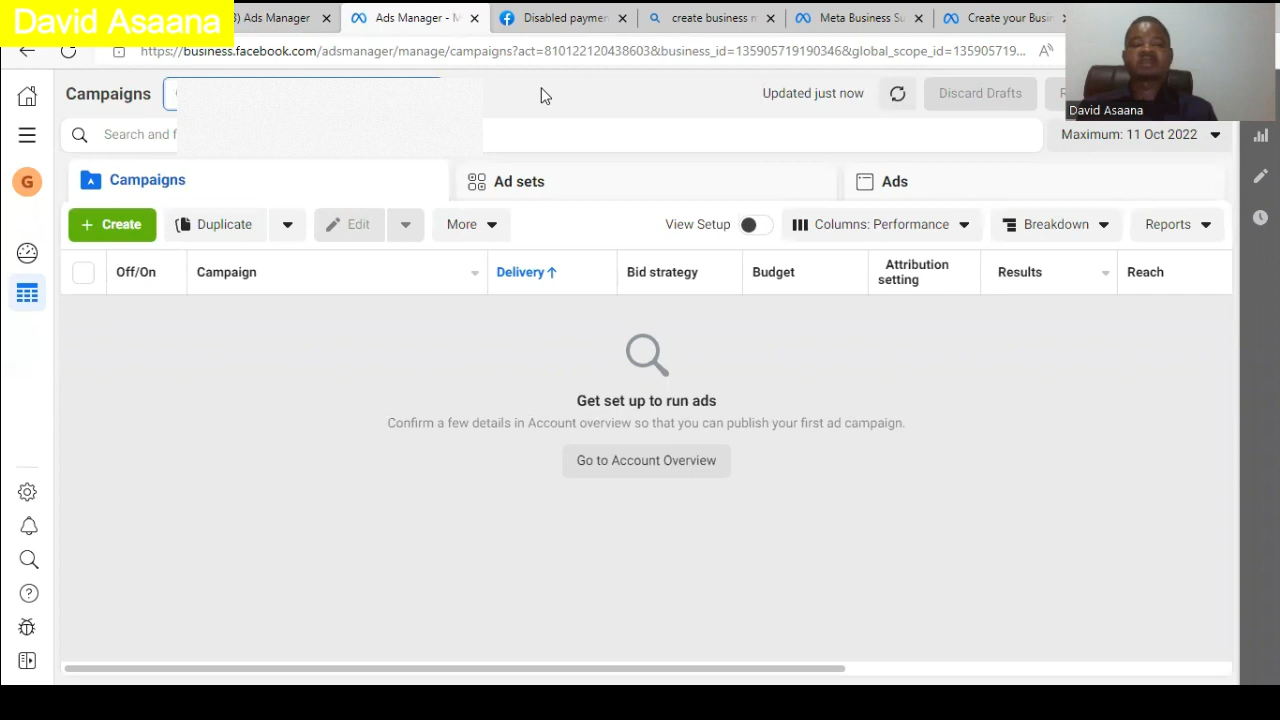 David Asaana
) Ads Manager
Ads Manager - M
Disabled paymen
create business m
Meta Business Su
Create your Busin
https://business.facebook.com/adsmanager/manage/campaigns?act=810122120438603&business_id=135905719190346&global_scope_id=135905719...
David Asaana
Campaigns
Updated just now
Discard Drafts
Search and f
Maximum: 11 Oct 2022
G
Campaigns
Ad sets
Ads
+ Create
Duplicate
Edit
More
View Setup
Columns: Performance
Breakdown
Reports
Off/On
Campaign
Delivery ↑
Bid strategy
Budget
Attribution setting
Results
Reach
Get set up to run ads
Confirm a few details in Account overview so that you can publish your first ad campaign.
Go to Account Overview